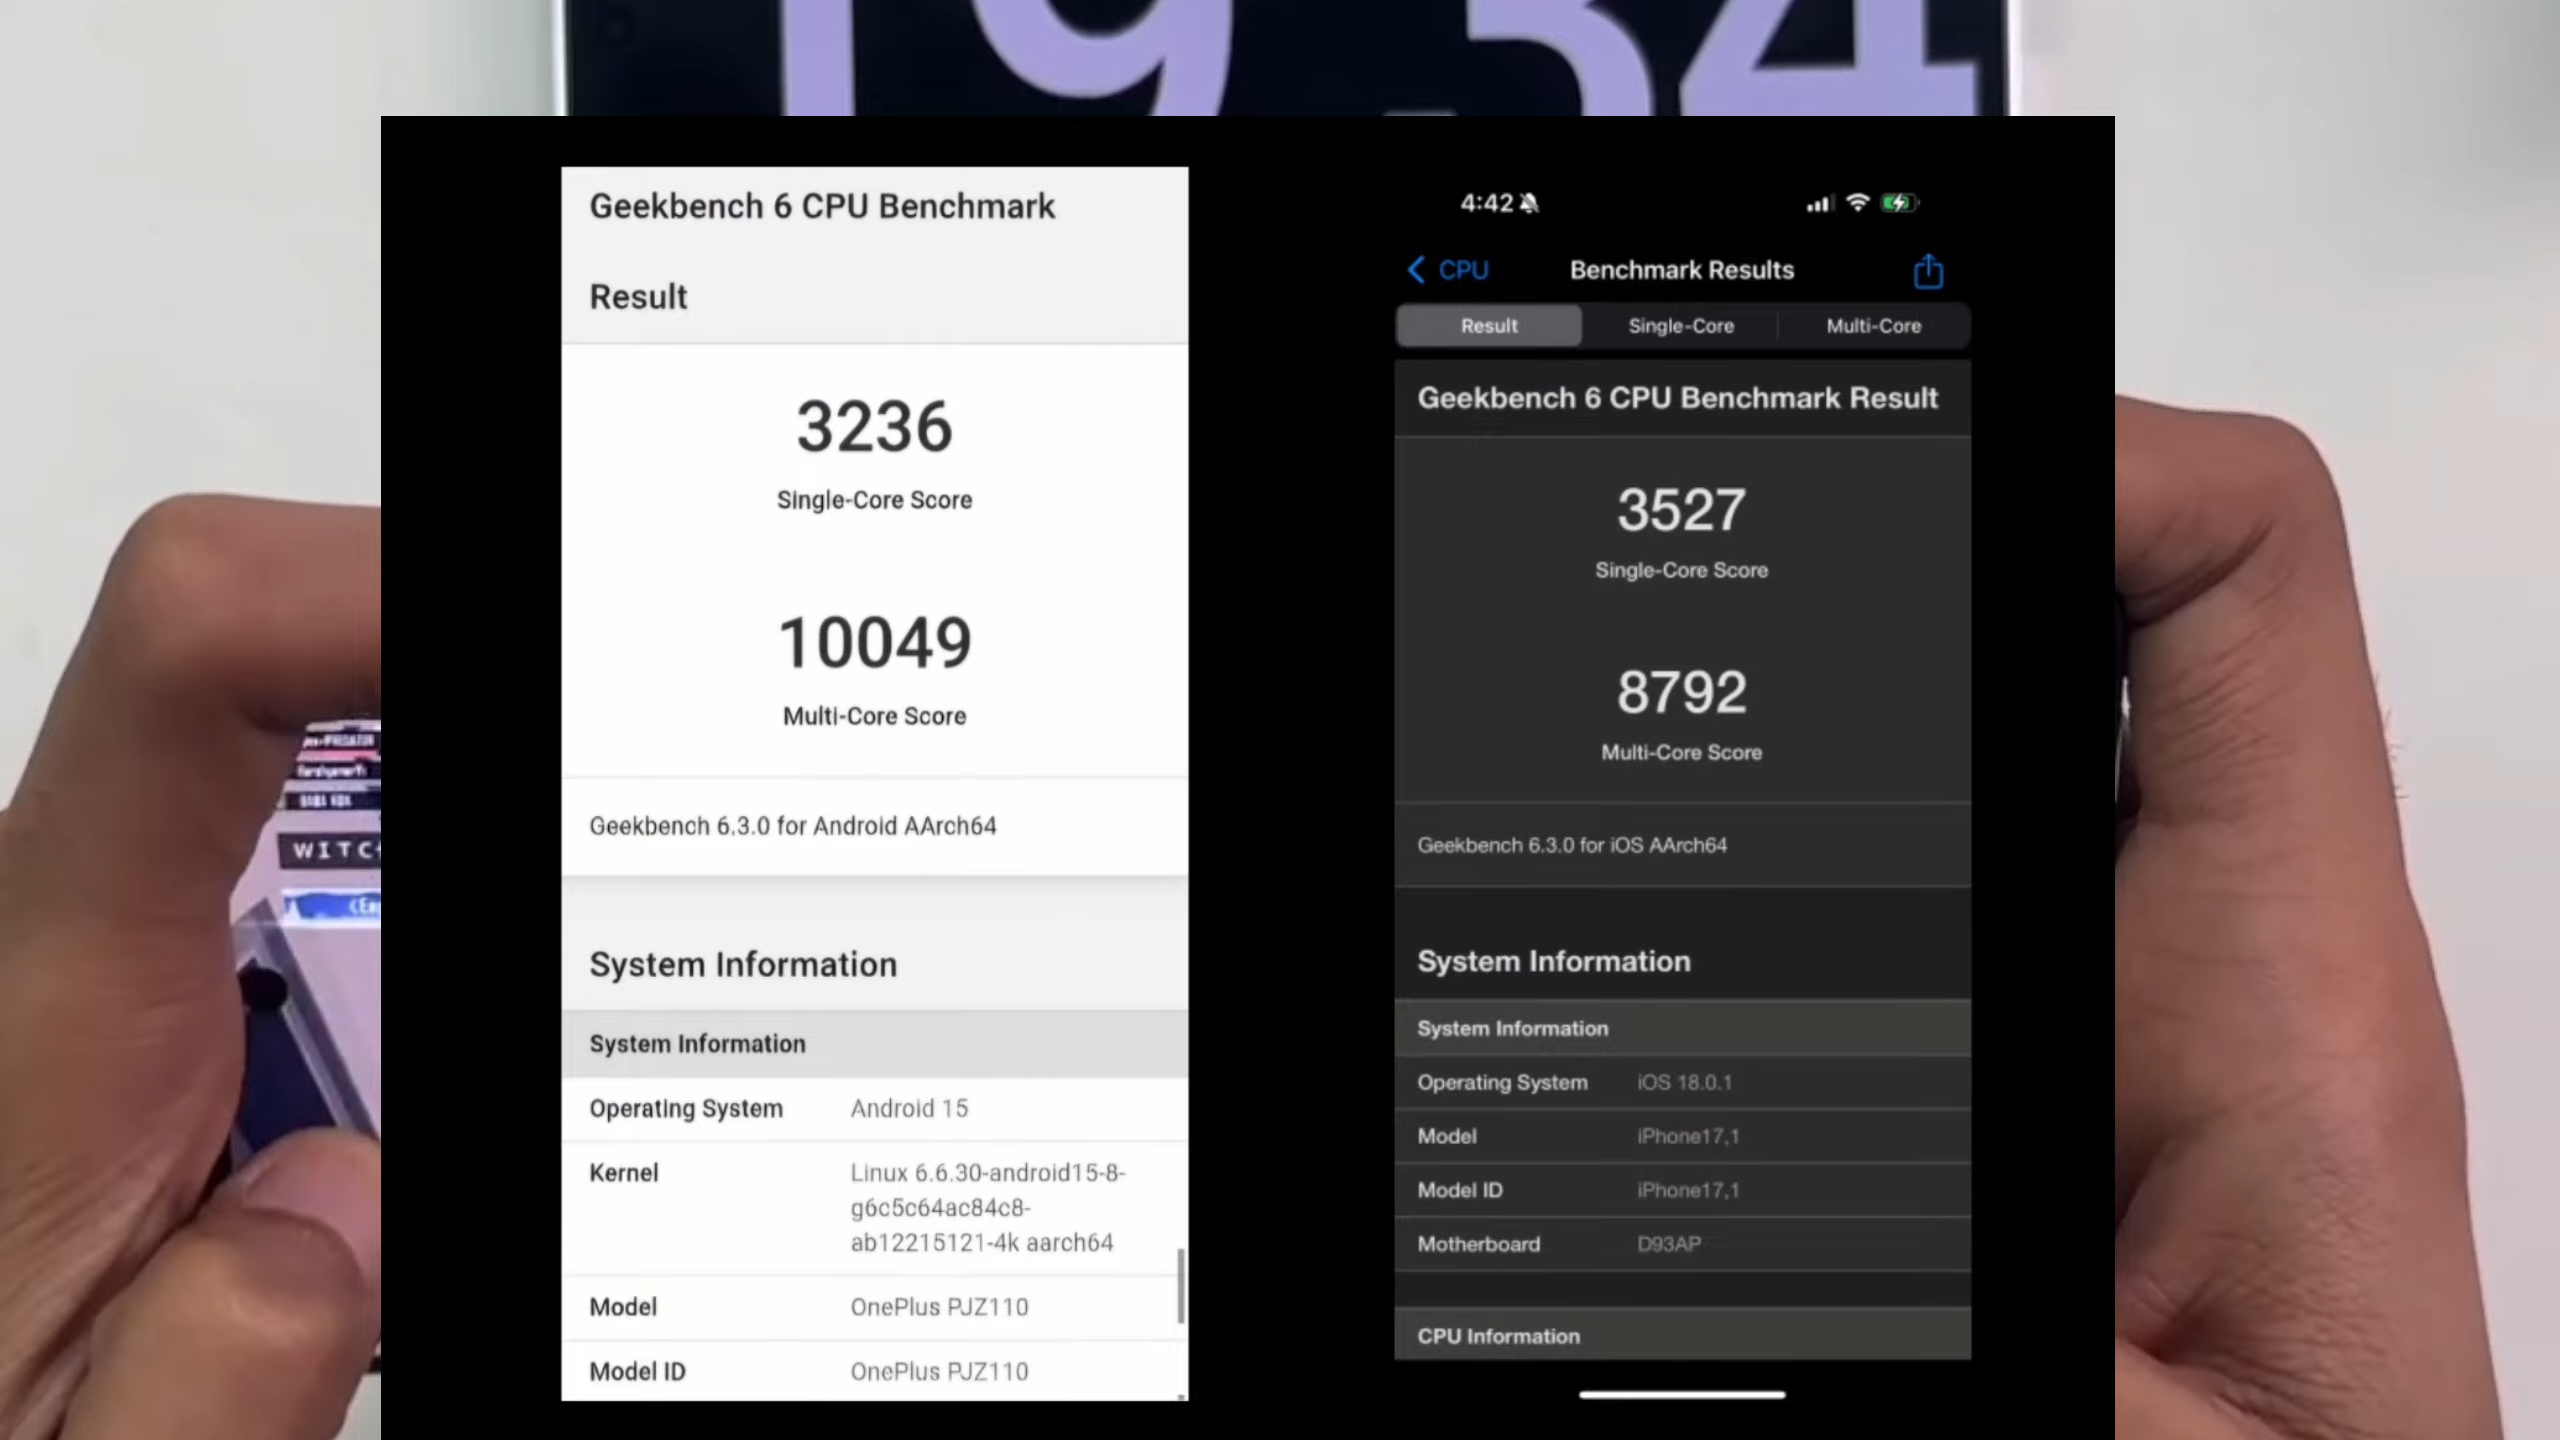 19 34
Geekbench 6 CPU Benchmark
Result
3236
Single-Core Score
10049
Multi-Core Score
Geekbench 6.3.0 for Android AArch64
System Information
System Information
Operating System Android 15
Kernel Linux 6.6.30-android15-8-
g6c5c64ac84c8-
ab12215121-4k aarch64
Model OnePlus PJZ110
Model ID OnePlus PJZ110
4:42
CPU Benchmark Results
Result Single-Core Multi-Core
Geekbench 6 CPU Benchmark Result
3527
Single-Core Score
8792
Multi-Core Score
Geekbench 6.3.0 for iOS AArch64
System Information
System Information
Operating System iOS 18.0.1
Model iPhone17,1
Model ID iPhone17,1
Motherboard D93AP
CPU Information
WITC